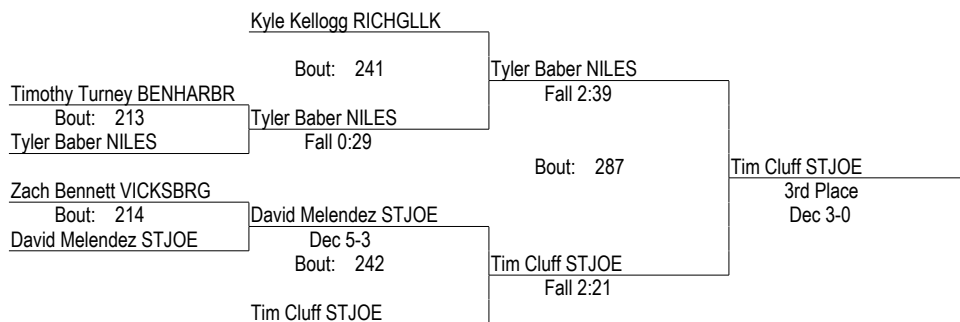 Kyle Kellogg RICHGLLK
Bout: 241
Tyler Baber NILES
Fall 2:39
Timothy Turney BENHARBR
Bout: 213
Tyler Baber NILES
Fall 0:29
Tyler Baber NILES
Bout: 287
Tim Cluff STJOE
3rd Place
Dec 3-0
Zach Bennett VICKSBRG
Bout: 214
David Melendez STJOE
David Melendez STJOE
Dec 5-3
Bout: 242
Tim Cluff STJOE
Fall 2:21
Tim Cluff STJOE